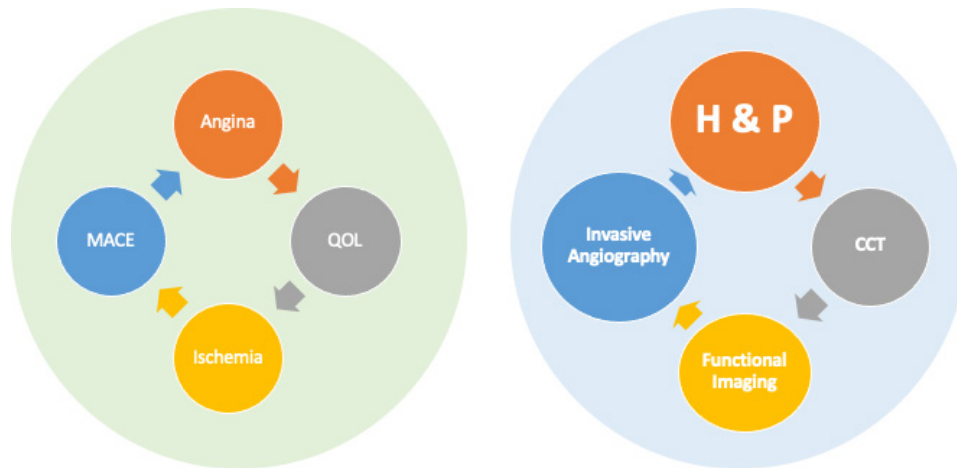 Angina
QOL
Ischemia
MACE
H & P
CCT
Functional
Imaging
Invasive
Angiography